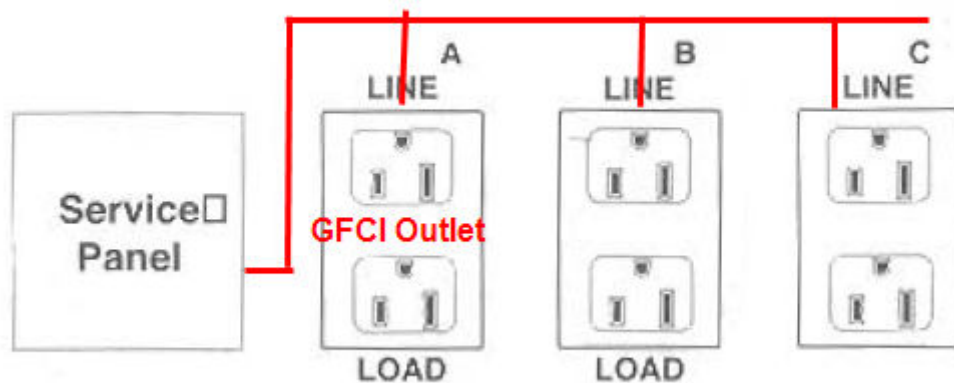 A
B
C
LINE
LINE
LINE
Service□
Panel
GFCI Outlet
LOAD
LOAD